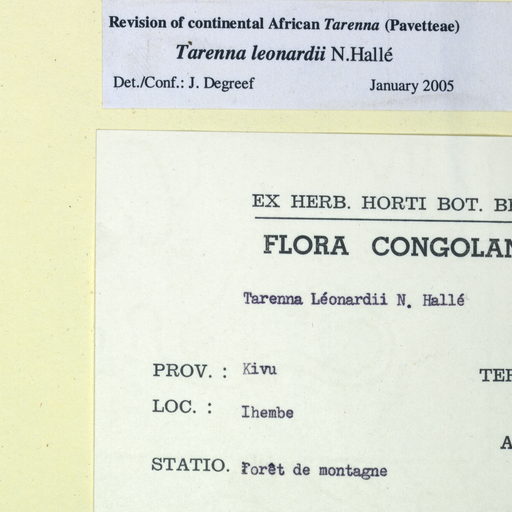 Revision of continental African Tarenna (Pavetteae)
Tarenna leonardii N.Hallé
Det./Conf.: J. Degreef January 2005
EX HERB. HORTI BOT.
FLORA
Tarenna Léonardii N. Hallé
PROV. : Kivu
LOC. : Ihembe
STATIO. Forêt de montagne